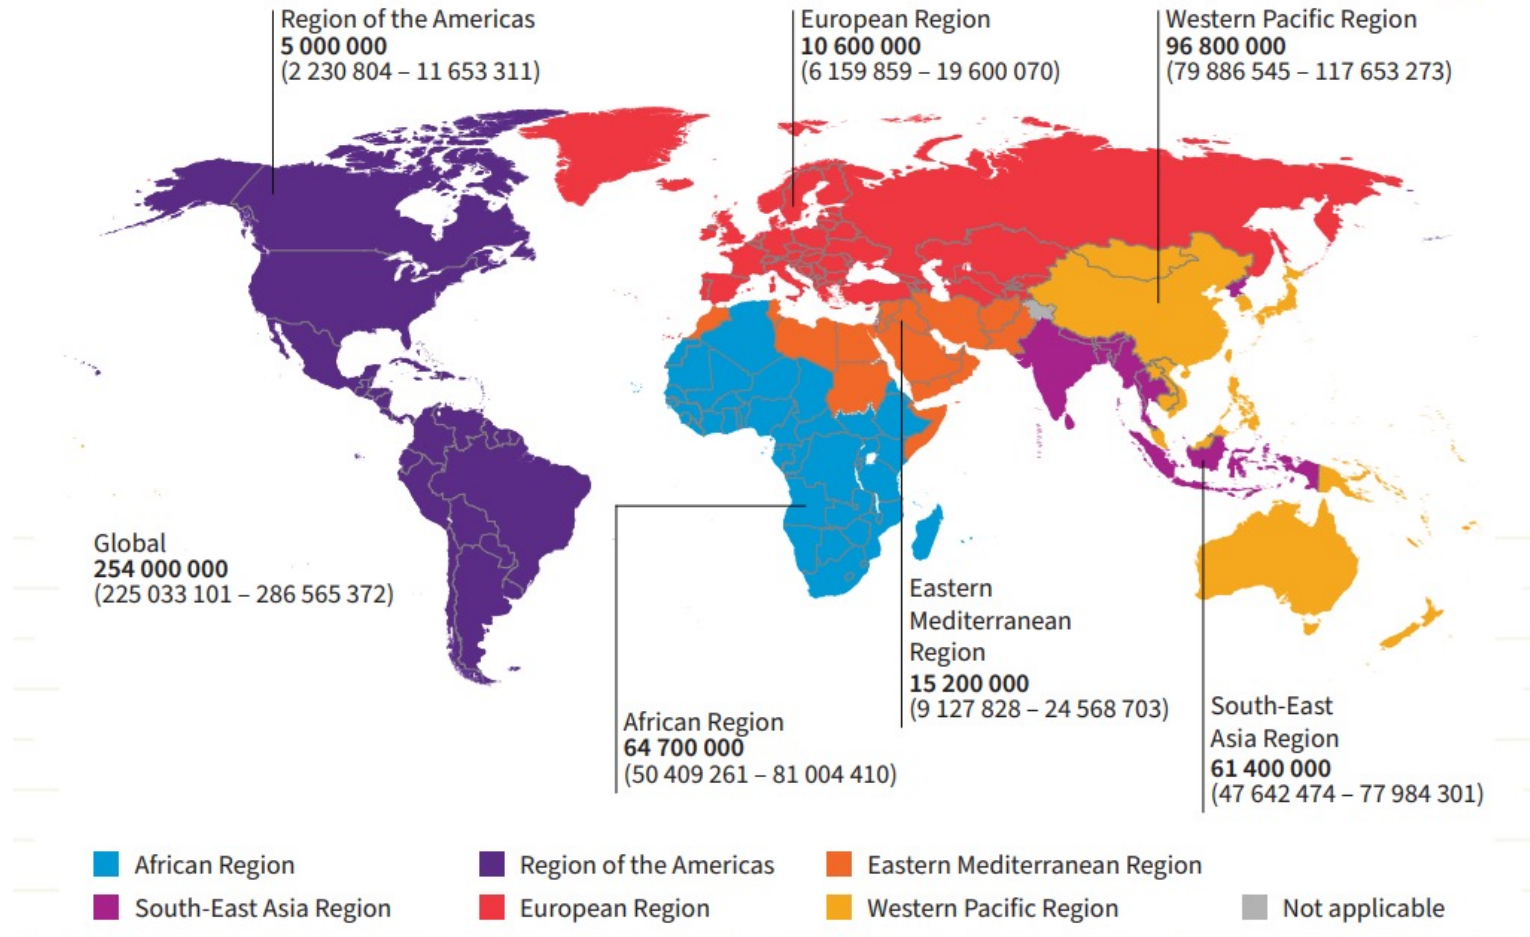 Region of the Americas
5 000 000
(2 230 804 – 11 653 311)
European Region
10 600 000
(6 159 859 – 19 600 070)
Western Pacific Region
96 800 000
(79 886 545 – 117 653 273)
Global
254 000 000
(225 033 101 – 286 565 372)
Eastern
Mediterranean
Region
15 200 000
(9 127 828 – 24 568 703)
African Region
64 700 000
(50 409 261 – 81 004 410)
South-East
Asia Region
61 400 000
(47 642 474 – 77 984 301)
African Region
Region of the Americas
Eastern Mediterranean Region
South-East Asia Region
European Region
Western Pacific Region
Not applicable